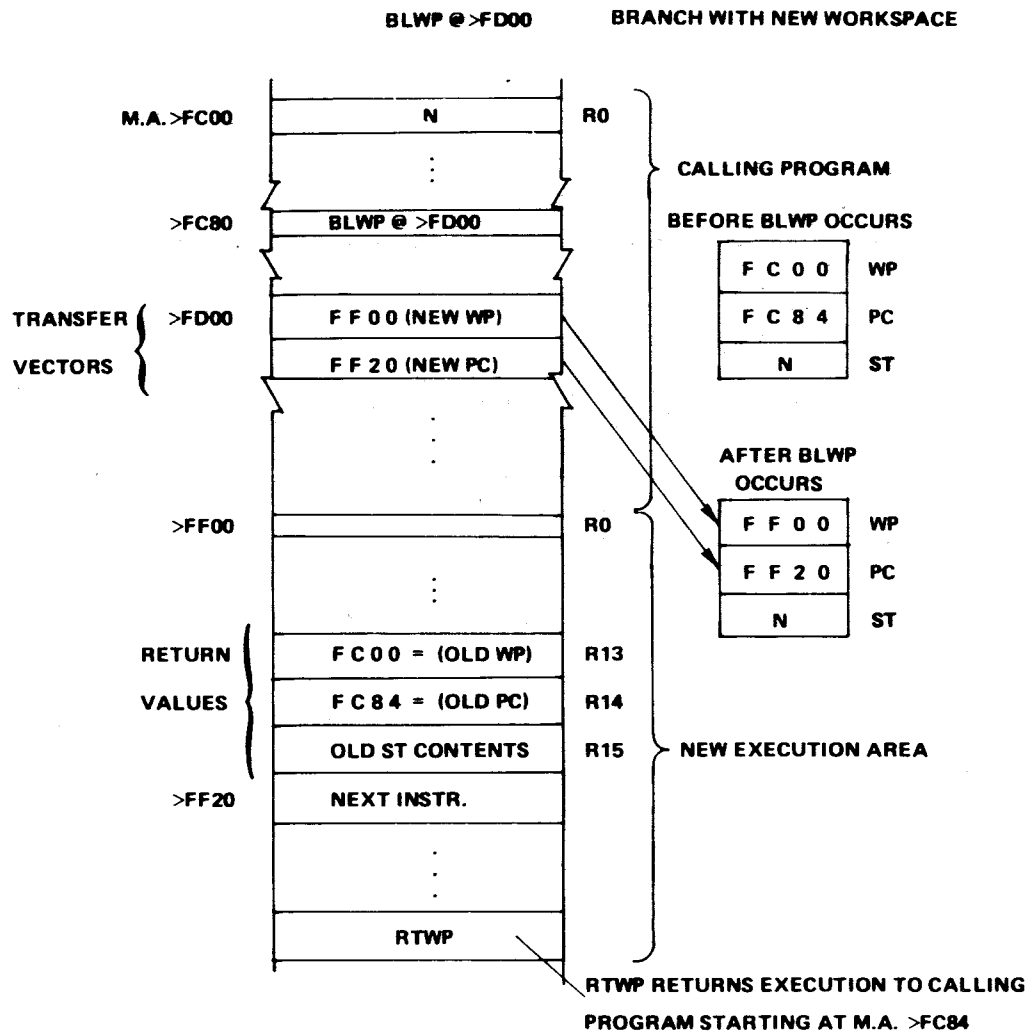 BLWP @ >FD00 BRANCH WITH NEW WORKSPACE
M.A. >FC00 N R0
CALLING PROGRAM
>FC80 BLWP @ >FD00
BEFORE BLWP OCCURS
F C 0 0 WP
F C 8 4 PC
N ST
TRANSFER VECTORS
>FD00 F F 0 0 (NEW WP)
F F 2 0 (NEW PC)
AFTER BLWP
OCCURS
F F 0 0 WP
F F 2 0 PC
N ST
>FF00 R0
RETURN
VALUES
F C 0 0 = (OLD WP) R13
F C 8 4 = (OLD PC) R14
OLD ST CONTENTS R15
NEW EXECUTION AREA
>FF20 NEXT INSTR.
RTWP
RTWP RETURNS EXECUTION TO CALLING
PROGRAM STARTING AT M.A. >FC84